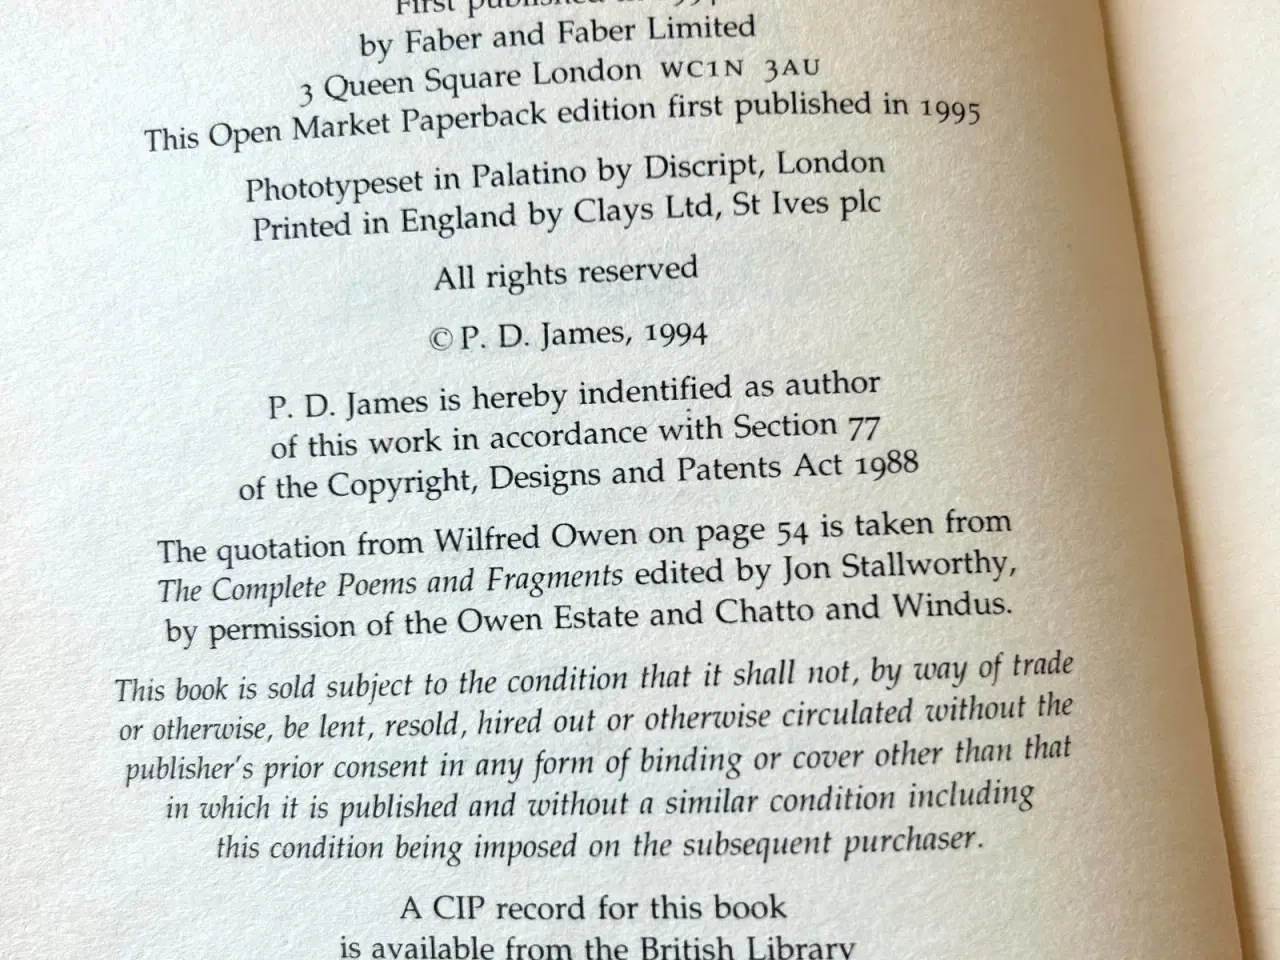 First published in 1994
by Faber and Faber Limited
3 Queen Square London WC1N 3AU
This Open Market Paperback edition first published in 1995
Phototypeset in Palatino by Discript, London
Printed in England by Clays Ltd, St Ives plc
All rights reserved
© P. D. James, 1994
P. D. James is hereby indentified as author
of this work in accordance with Section 77
of the Copyright, Designs and Patents Act 1988
The quotation from Wilfred Owen on page 54 is taken from
The Complete Poems and Fragments edited by Jon Stallworthy,
by permission of the Owen Estate and Chatto and Windus.
This book is sold subject to the condition that it shall not, by way of trade
or otherwise, be lent, resold, hired out or otherwise circulated without the
publisher's prior consent in any form of binding or cover other than that
in which it is published and without a similar condition including
this condition being imposed on the subsequent purchaser.
A CIP record for this book
is available from the British Library